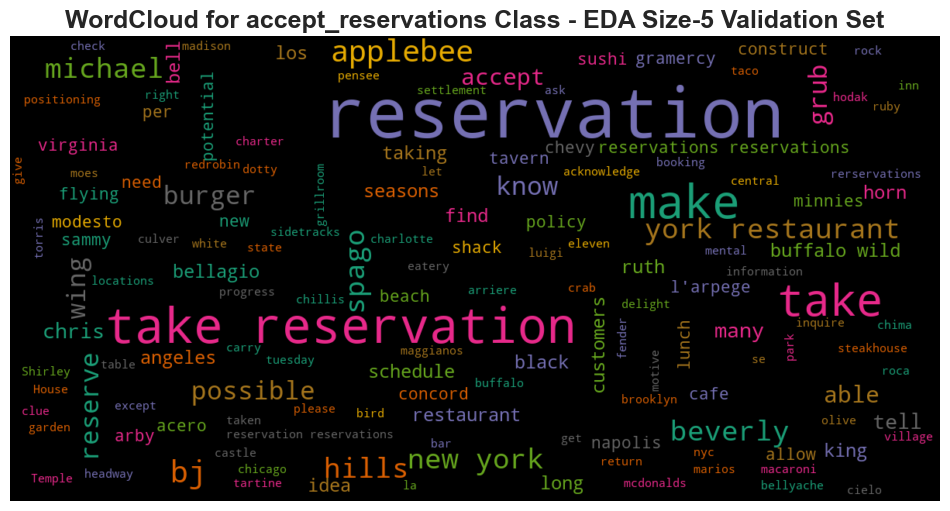 WordCloud for accept_reservations Class - EDA Size-5 Validation Set
check
madison
bell
los
applebee
sushi
gramercy
construct
rock
michael
pensee
accept
taco
grub
hodak
inn
positioning
right
per
potential
settlement
ask
reservation
ruby
virginia
charter
taking
tavern
chevy
reservations reservations
give
moes
redrobin
dotty
let
acknowledge
booking
central
rerservations
flying
need
burger
grillroom
seasons
know
make
minnies
horn
modesto
new
find
policy
york restaurant
torris
sammy
culver
white
state
sidetracks
spago
charlotte
shack
luigi
eleven
mental
buffalo wild
wing
locations
bellagio
eatery
ruth
information
progress
chillis
beach
arriere
crab
customers
delight
l'arpege
take
chris
take reservation
fender
lunch
many
inquire
chima
reserve
table
angeles
carry
tuesday
maggianos
black
motive
se
park
steakhouse
Shirley
schedule
roca
House
except
possible
concord
buffalo
brooklyn
cafe
able
clue
please
bird
restaurant
olive
tell
garden
arby
acero
taken
reservation reservations
bar
get
napolis
beverly
village
headway
castle
new york
return
nyc
allow
king
Temple
bj
chicago
hills
marios
macaroni
tartine
idea
la
long
mcdonalds
bellyache
cielo